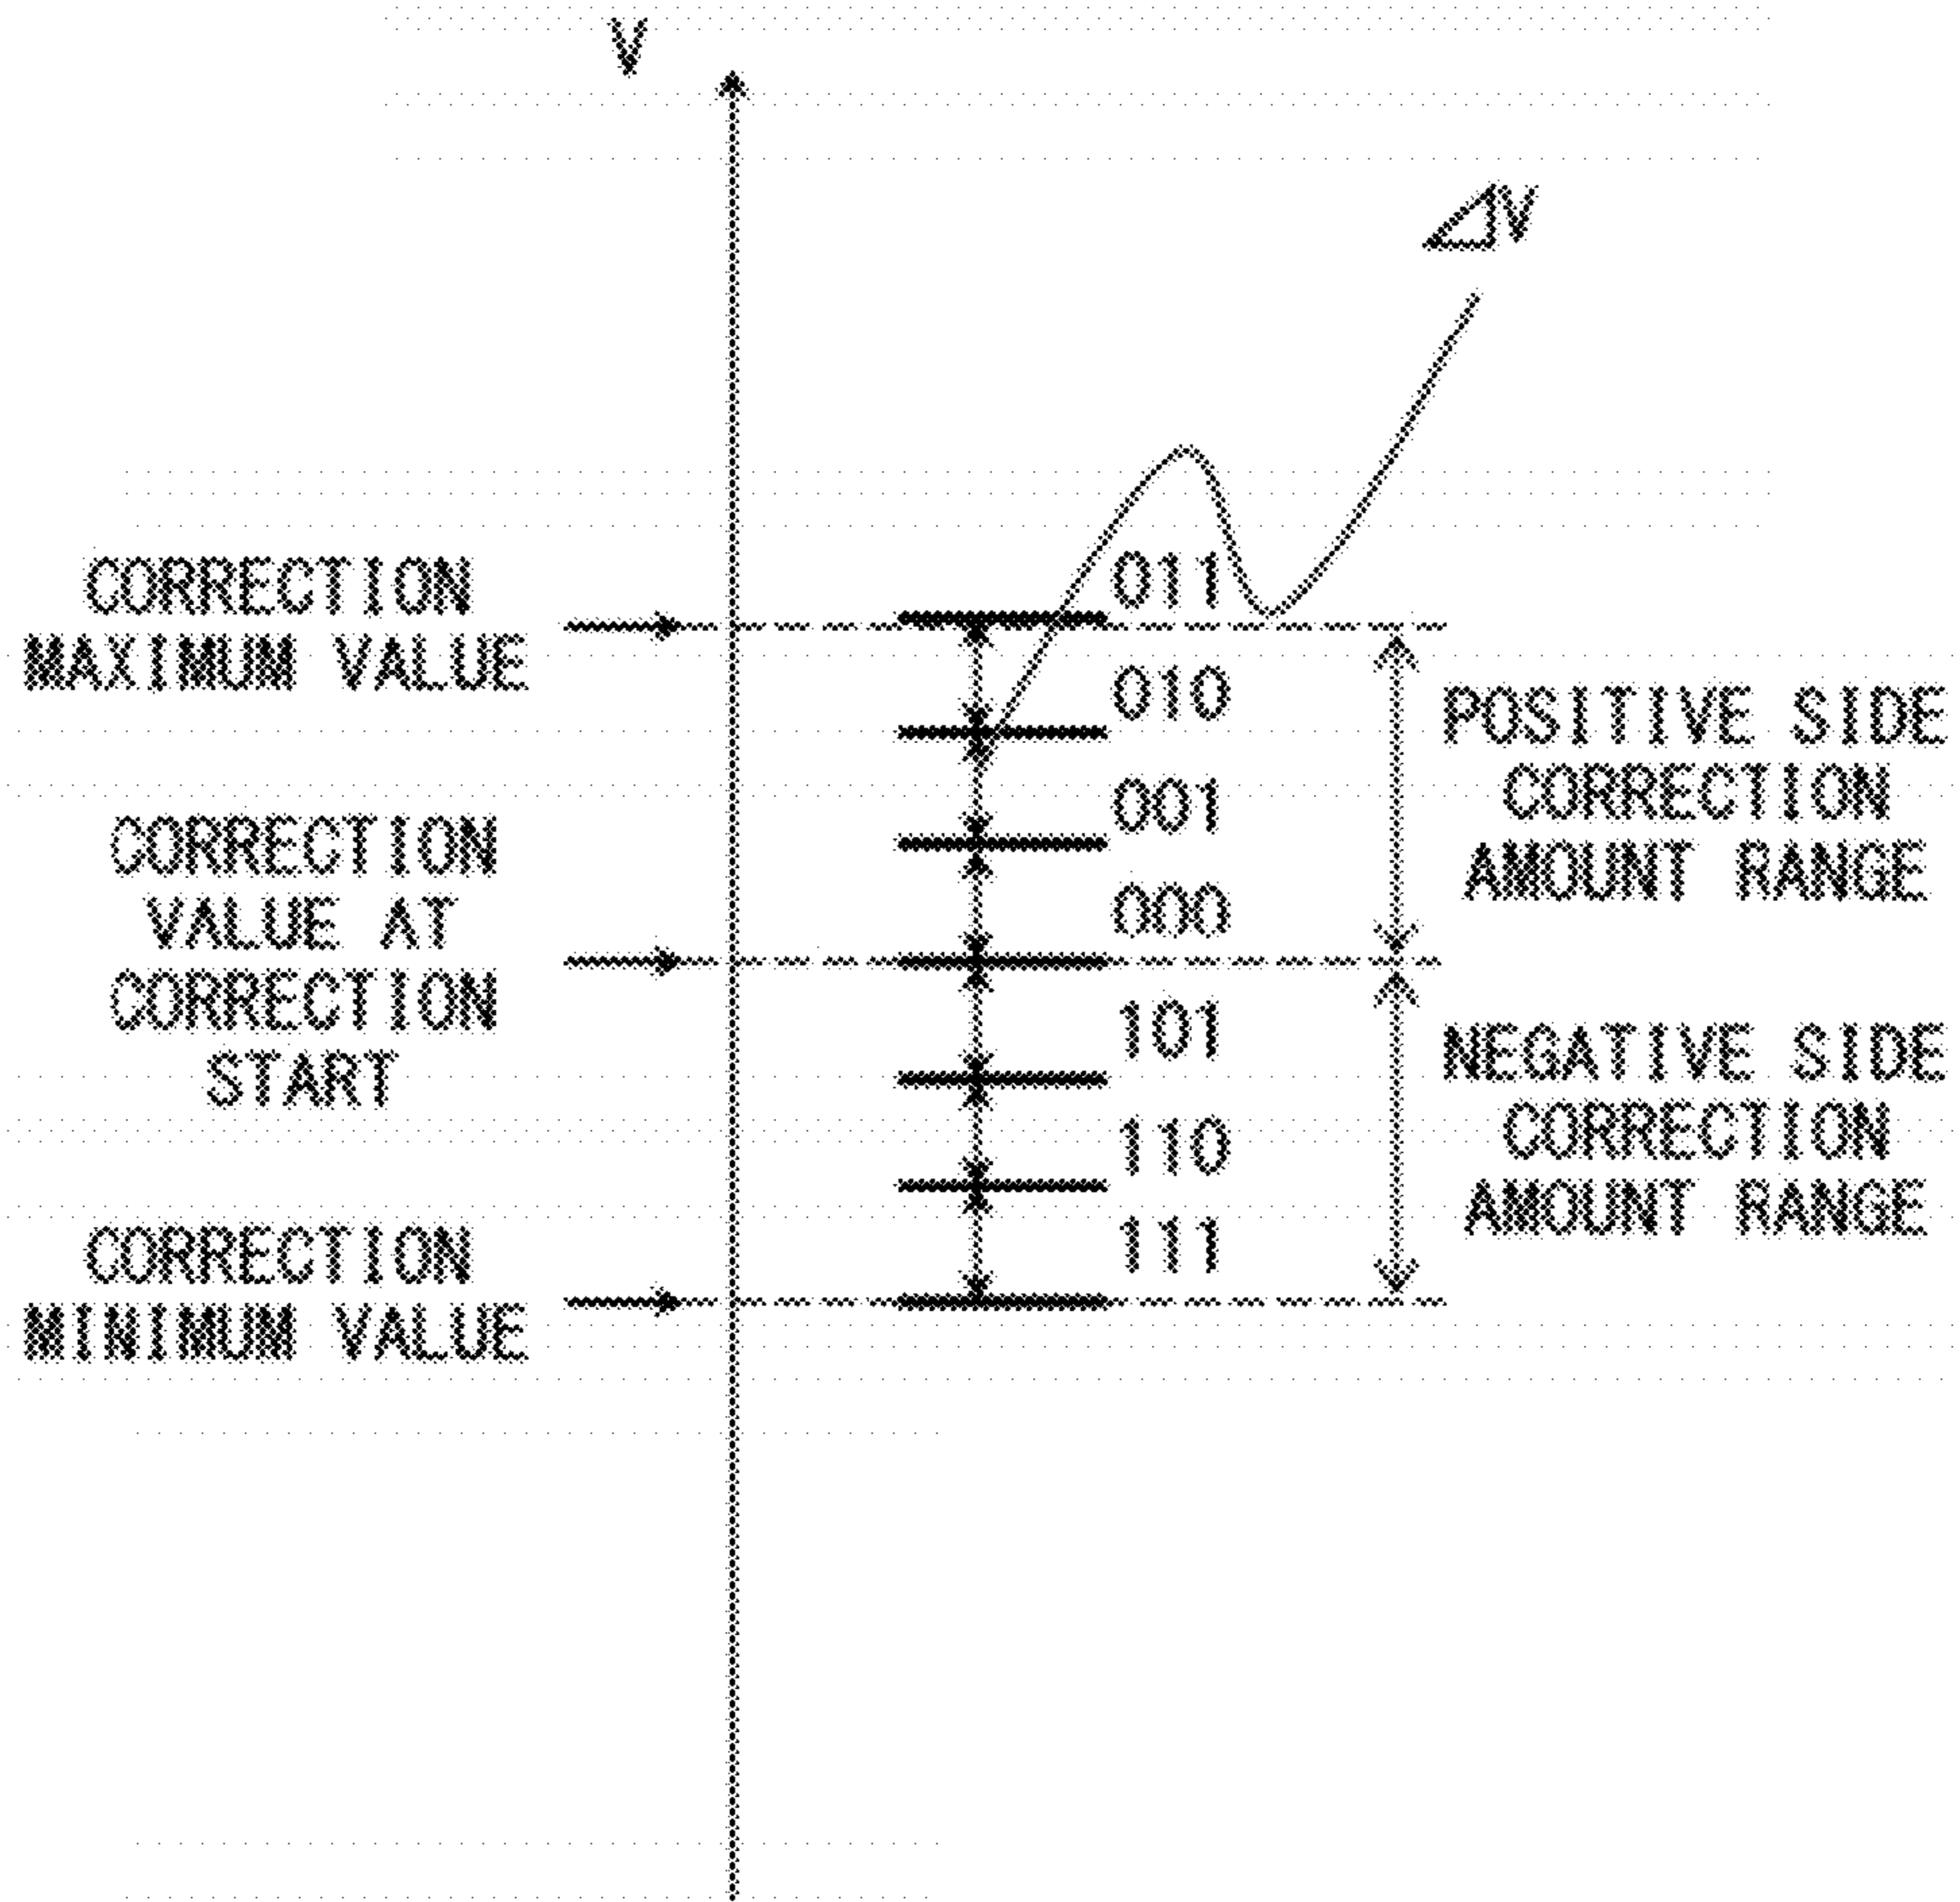 V
⊿V
CORRECTION
MAXIMUM VALUE
011
010
POSITIVE SIDE
CORRECTION
AMOUNT RANGE
001
CORRECTION
VALUE AT
CORRECTION
START
000
101
NEGATIVE SIDE
CORRECTION
AMOUNT RANGE
110
111
CORRECTION
MINIMUM VALUE